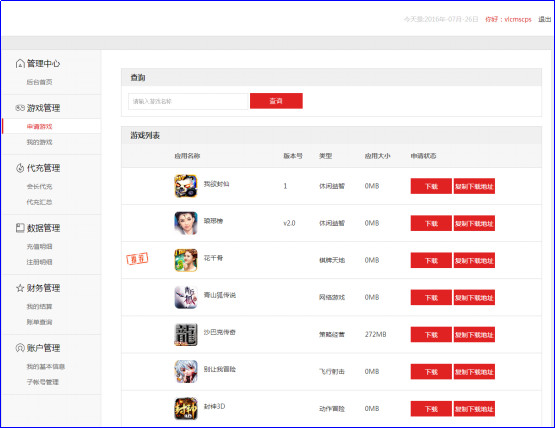 今天是:2016年-07月-26日 你好：vlcmscps 退出
管理中心
后台首页
游戏管理
申请游戏
我的游戏
代充管理
会长代充
代充汇总
数据管理
充值明细
注册明细
财务管理
我的结算
账单查询
账户管理
我的基本信息
子帐号管理
查询
请输入游戏名称
查询
游戏列表
应用名称 版本号 类型 应用大小 申请状态
我欲封仙 1 休闲益智 0MB 下载 复制下载地址
琅琊榜 v2.0 休闲益智 0MB 下载 复制下载地址
花千骨 棋牌天地 0MB 下载 复制下载地址
青山狐传说 网络游戏 0MB 下载 复制下载地址
沙巴克传奇 策略经营 272MB 下载 复制下载地址
别让我冒险 飞行射击 0MB 下载 复制下载地址
封神3D 动作冒险 0MB 下载 复制下载地址